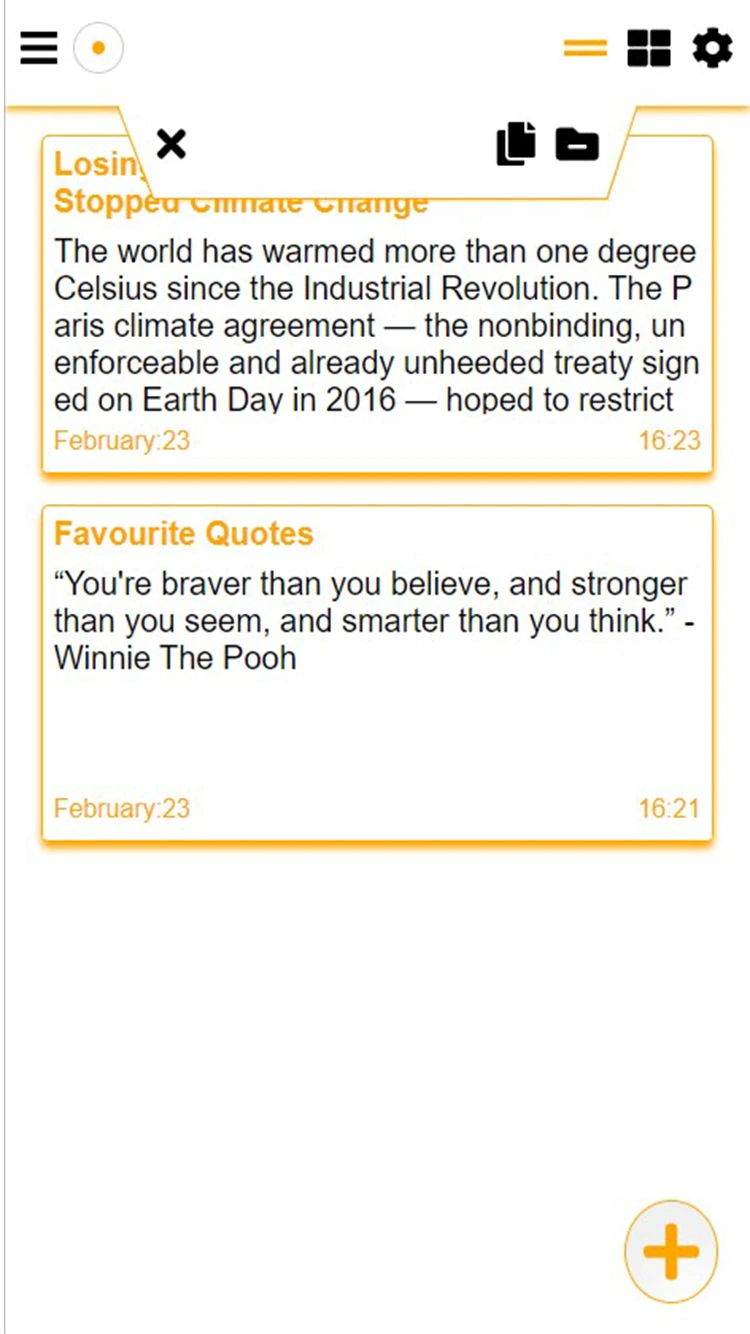 Losing
Stopped Climate Change
The world has warmed more than one degree
Celsius since the Industrial Revolution. The P
aris climate agreement — the nonbinding, un
enforceable and already unheeded treaty sign
ed on Earth Day in 2016 — hoped to restrict
February:23 16:23
Favourite Quotes
“You're braver than you believe, and stronger
than you seem, and smarter than you think.” -
Winnie The Pooh
February:23 16:21